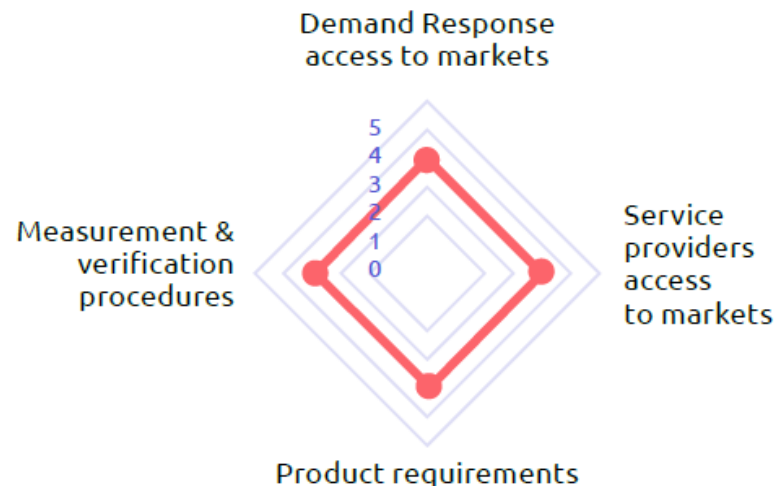 Demand Response
access to markets
5
4
3
2
1
0
Measurement &
verification
procedures
Service
providers
access
to markets
Product requirements